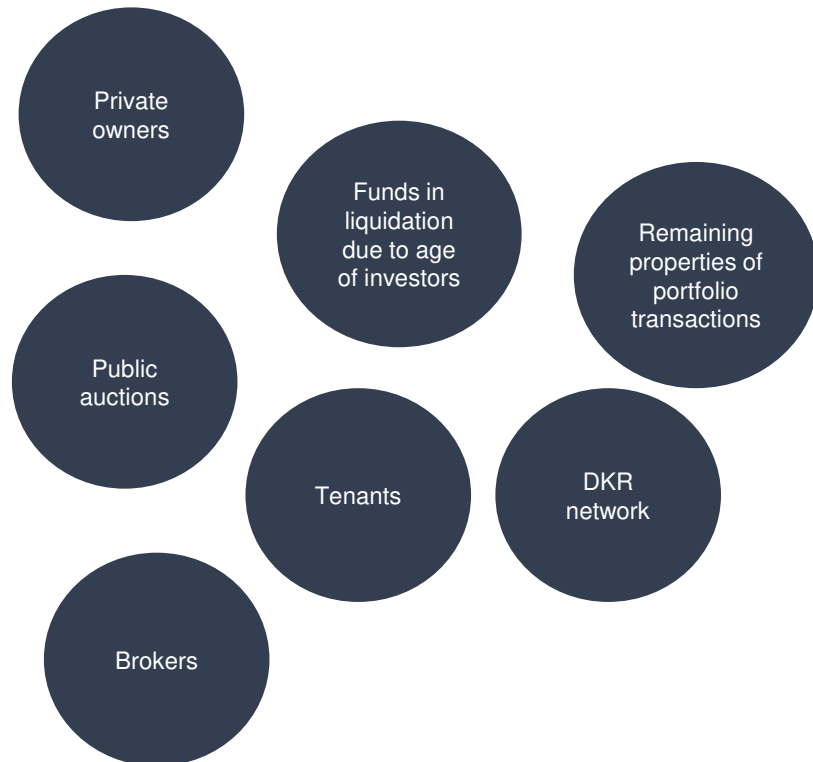 Private
owners
Funds in
liquidation
due to age
of investors
Remaining
properties of
portfolio
transactions
Public
auctions
Tenants
DKR
network
Brokers